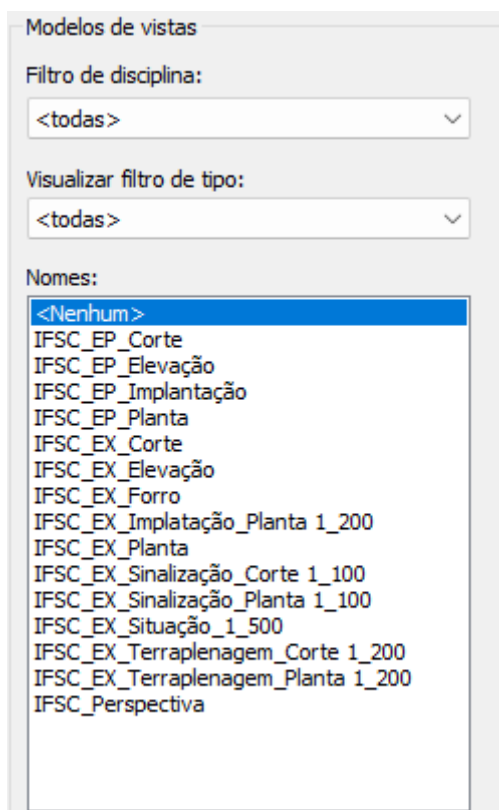 Modelos de vistas
Filtro de disciplina:
<todas>
Visualizar filtro de tipo:
<todas>
Nomes:
<Nenhum>
IFSC_EP_Corte
IFSC_EP_Elevação
IFSC_EP_Implantação
IFSC_EP_Planta
IFSC_EX_Corte
IFSC_EX_Elevação
IFSC_EX_Forro
IFSC_EX_Implatação_Planta 1_200
IFSC_EX_Planta
IFSC_EX_Sinalização_Corte 1_100
IFSC_EX_Sinalização_Planta 1_100
IFSC_EX_Situação_1_500
IFSC_EX_Terraplenagem_Corte 1_200
IFSC_EX_Terraplenagem_Planta 1_200
IFSC_Perspectiva